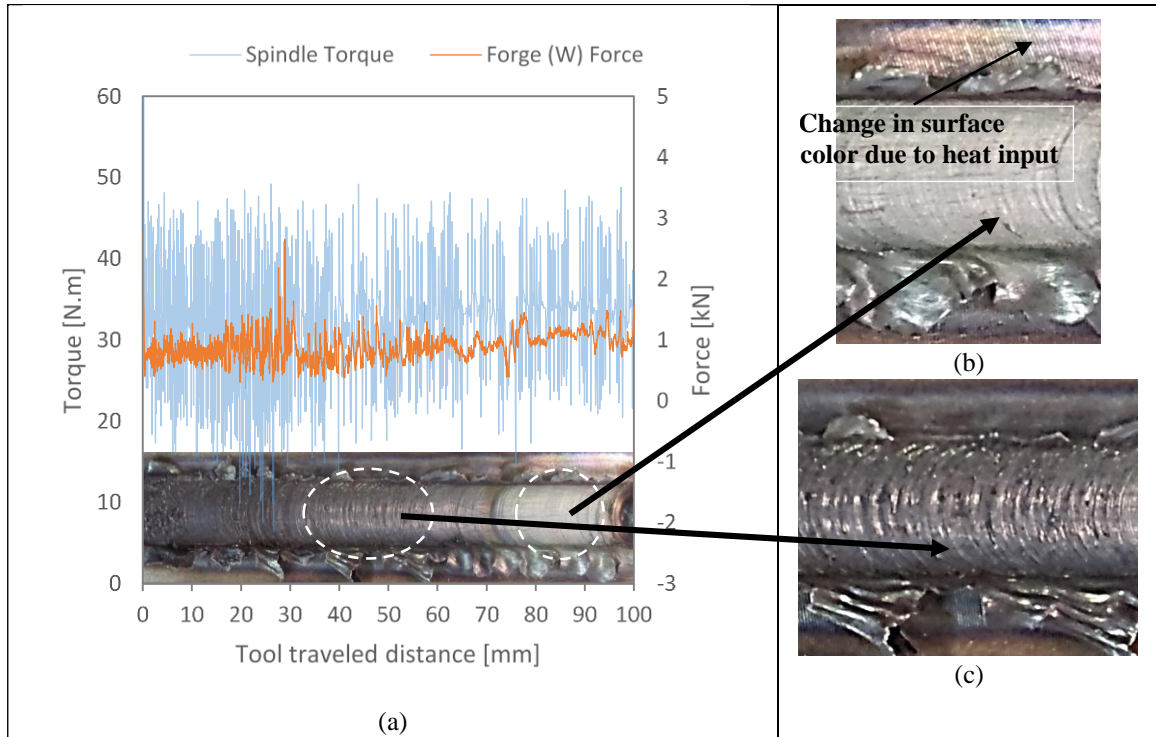 Spindle Torque
Forge (W) Force
60
50
40
30
20
10
0
Torque [N.m]
5
4
3
2
1
0
-1
-2
-3
Force [kN]
0
10
20
30
40
50
60
70
80
90
100
Tool traveled distance [mm]
(a)
Change in surface
color due to heat input
(b)
(c)